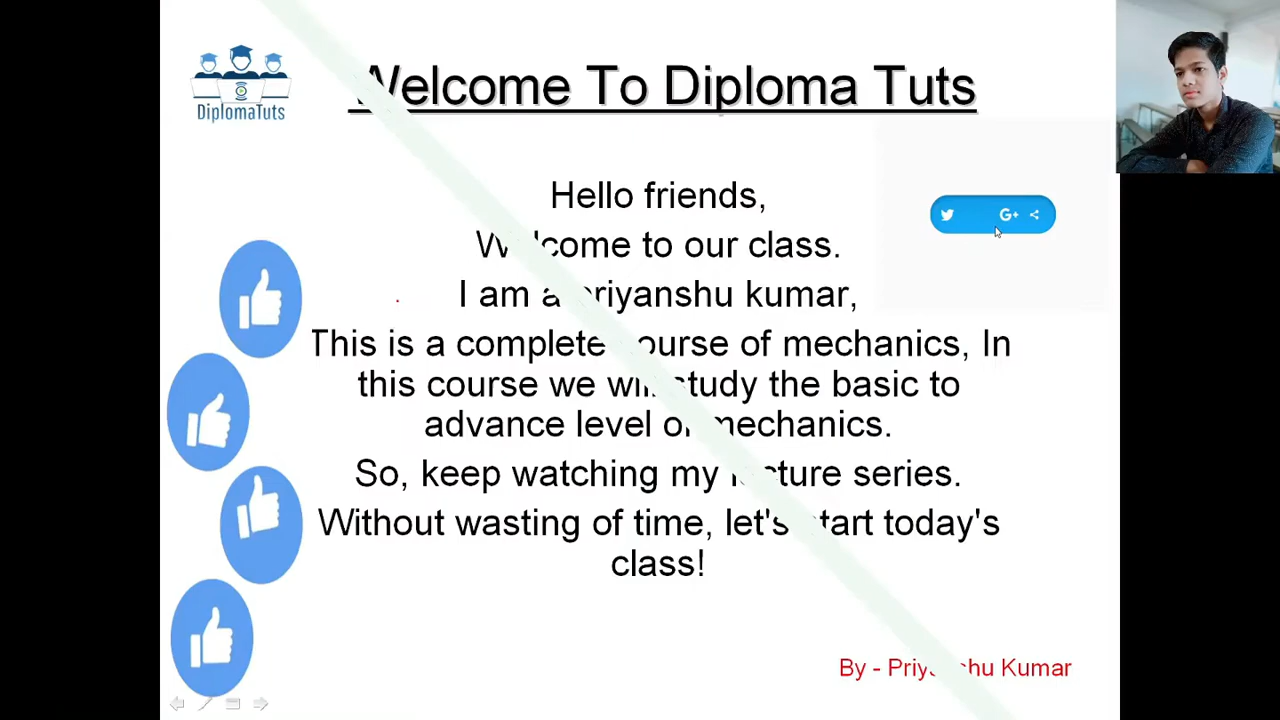 DiplomaTuts
Welcome To Diploma Tuts
Hello friends,
Welcome to our class.
I am a priyanshu kumar,
This is a complete course of mechanics, In
this course we will study the basic to
advance level of mechanics.
So, keep watching my lecture series.
Without wasting of time, let's start today's
class!
By - Priyanshu Kumar